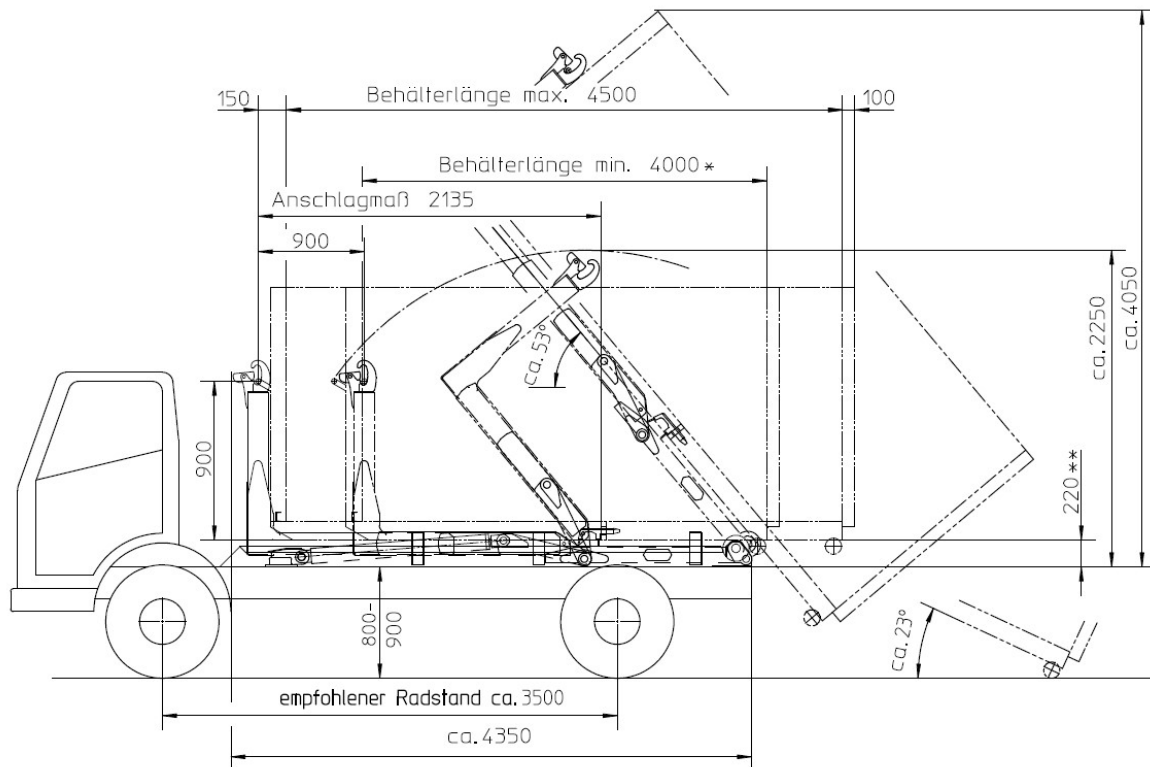 150
Behälterlänge max. 4500
100
Behälterlänge min. 4000*
Anschlagmaß 2135
900
ca. 53°
ca. 2250
ca. 4050
900
220**
800-
900
ca. 23°
empfohlener Radstand ca. 3500
ca. 4350